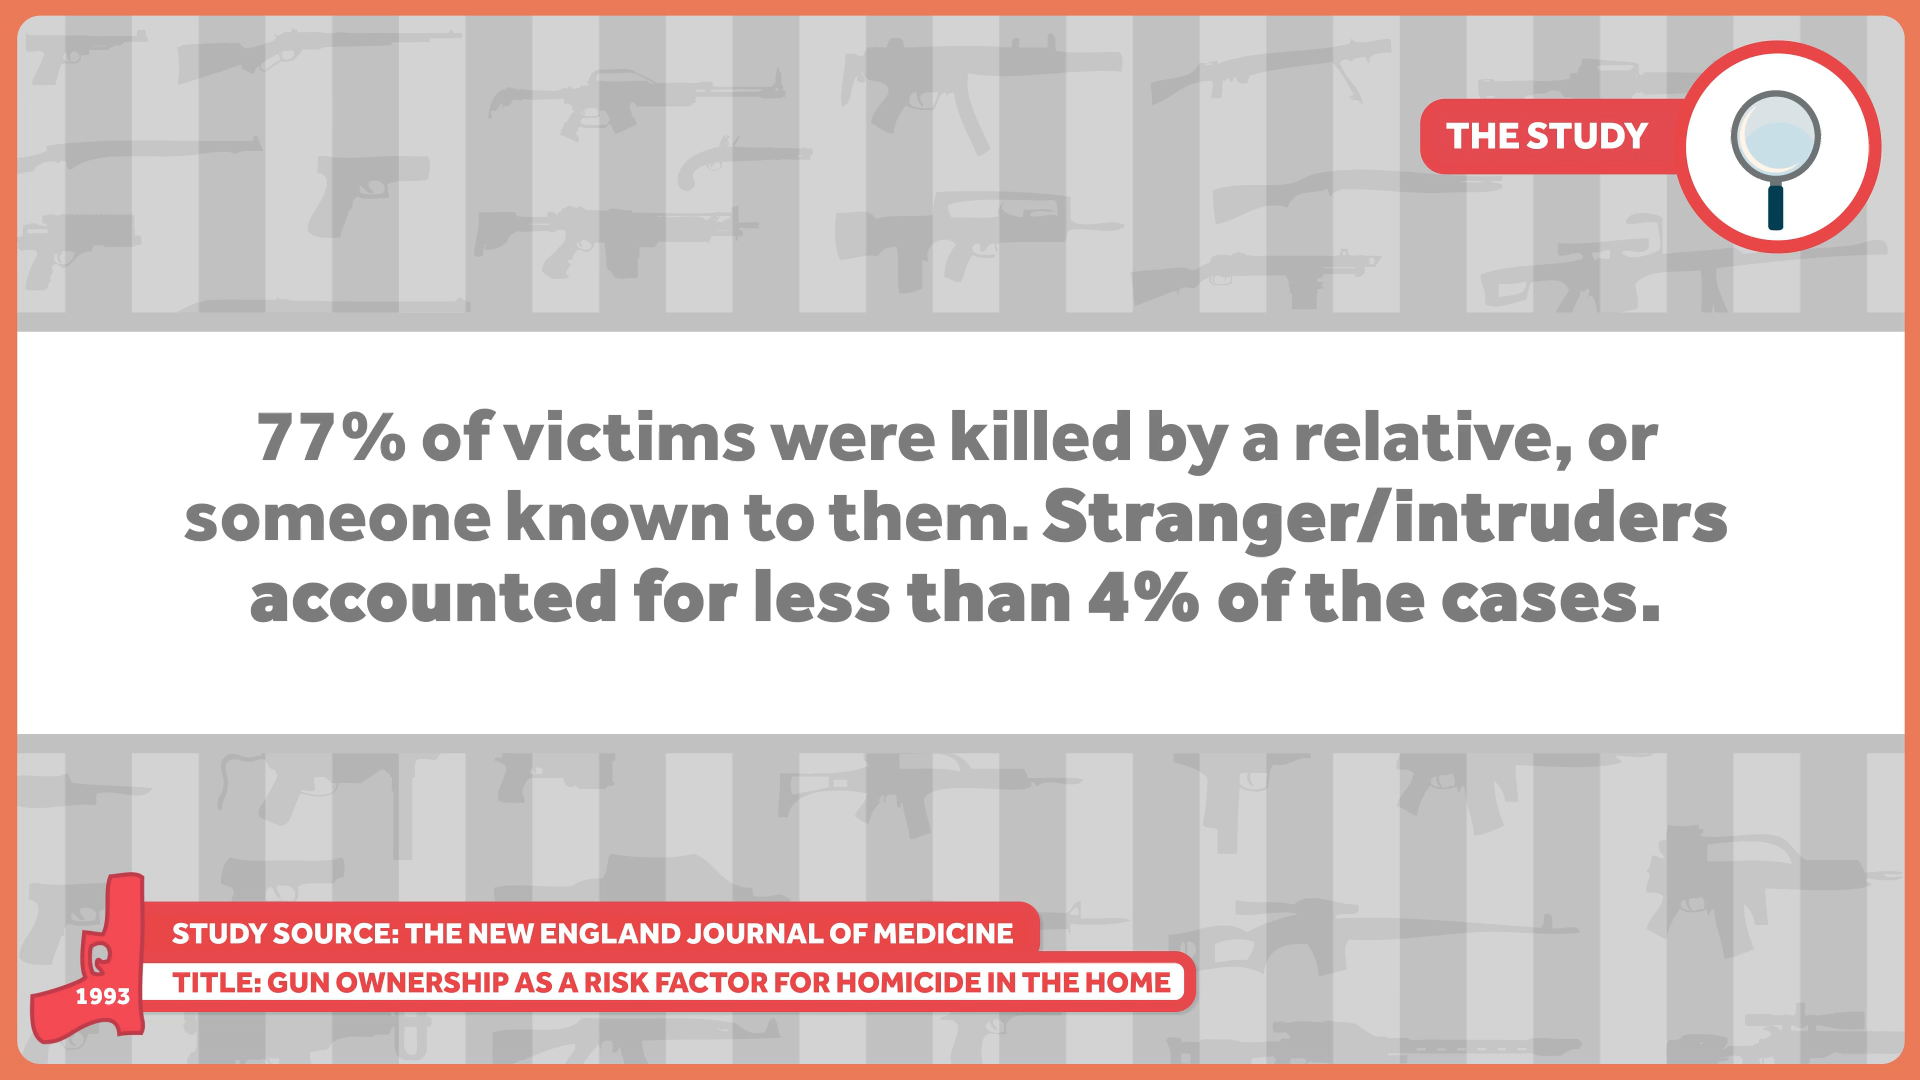 THE STUDY
77% of victims were killed by a relative, or
someone known to them. Stranger/intruders
accounted for less than 4% of the cases.
STUDY SOURCE: THE NEW ENGLAND JOURNAL OF MEDICINE
TITLE: GUN OWNERSHIP AS A RISK FACTOR FOR HOMICIDE IN THE HOME
1993